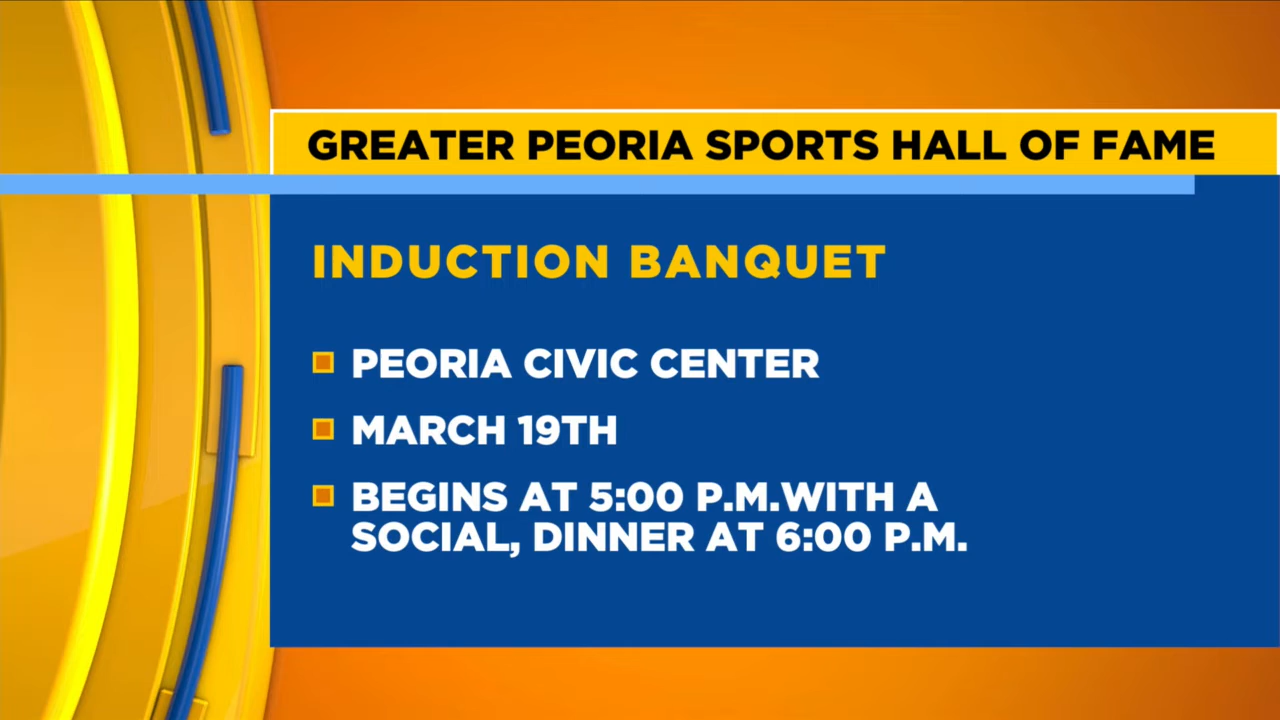 GREATER PEORIA SPORTS HALL OF FAME
INDUCTION BANQUET
PEORIA CIVIC CENTER
MARCH 19TH
BEGINS AT 5:00 P.M.WITH A
SOCIAL, DINNER AT 6:00 P.M.